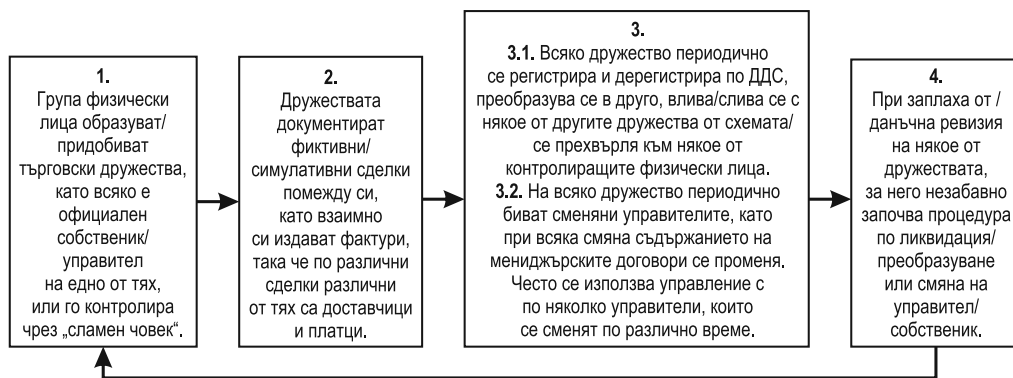 1.
Група физически
лица образуват/
придобиват
търговски дружества,
като всяко е
официален
собственик/
управител
на едно от тях,
или го контролира
чрез „сламен човек“.
2.
Дружествата
документират
фиктивни/
симулативни сделки
помежду си,
като взаимно
си издават фактури,
така че по различни
сделки различни
от тях са доставчици
и платци.
3.
3.1. Всяко дружество периодично
се регистрира и дерегистрира по ДДС,
преобразува се в друго, влива/слива се с
някое от другите дружества от схемата/
се прехвърля към някое от
контролиращите физически лица.
3.2. На всяко дружество периодично
биват сменяни управителите, като
при всяка смяна съдържанието на
мениджърските договори се променя.
Често се използва управление с
по няколко управители, които
се сменят по различно време.
4.
При заплаха от /
данъчна ревизия
на някое от
дружествата,
за него незабавно
започва процедура
по ликвидация/
преобразуване
или смяна на
управител/
собственик.